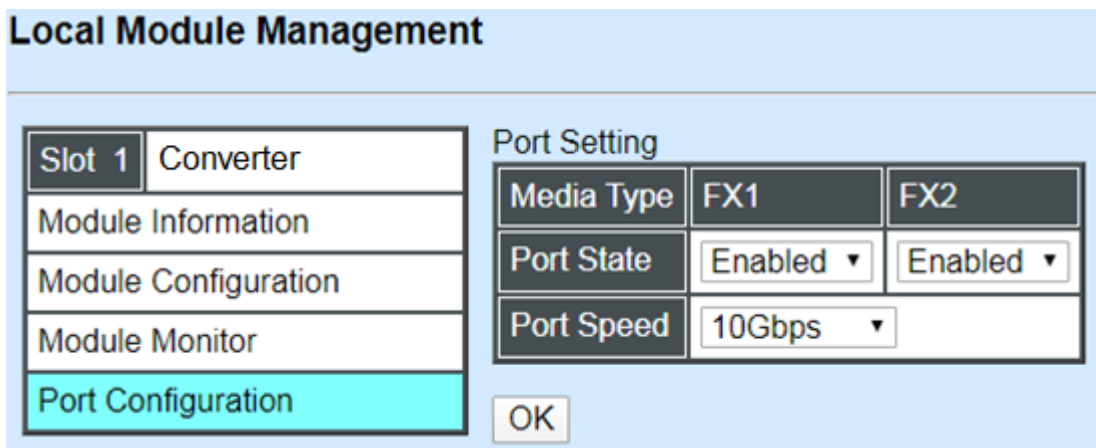 Local Module Management
Slot 1 Converter
Module Information
Module Configuration
Module Monitor
Port Configuration
Port Setting
Media Type FX1 FX2
Port State Enabled Enabled
Port Speed 10Gbps
OK